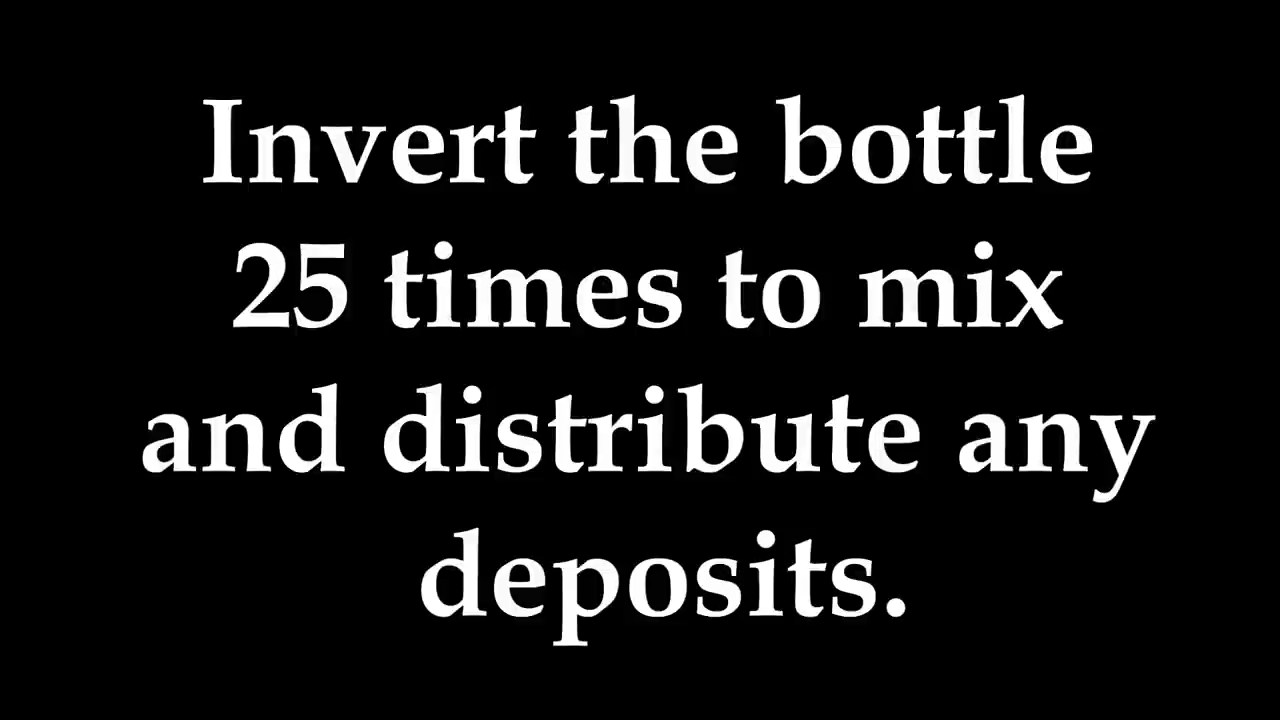 Invert the bottle
25 times to mix
and distribute any
deposits.